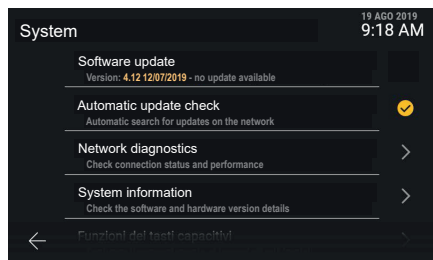 19 AGO 2019
System
9:18 AM
Software update
Version: 4.12 12/07/2019 - no update available
Automatic update check
Automatic search for updates on the network
Network diagnostics
Check connection status and performance
System information
Check the software and hardware version details
Funzioni dei tasti capacitivi